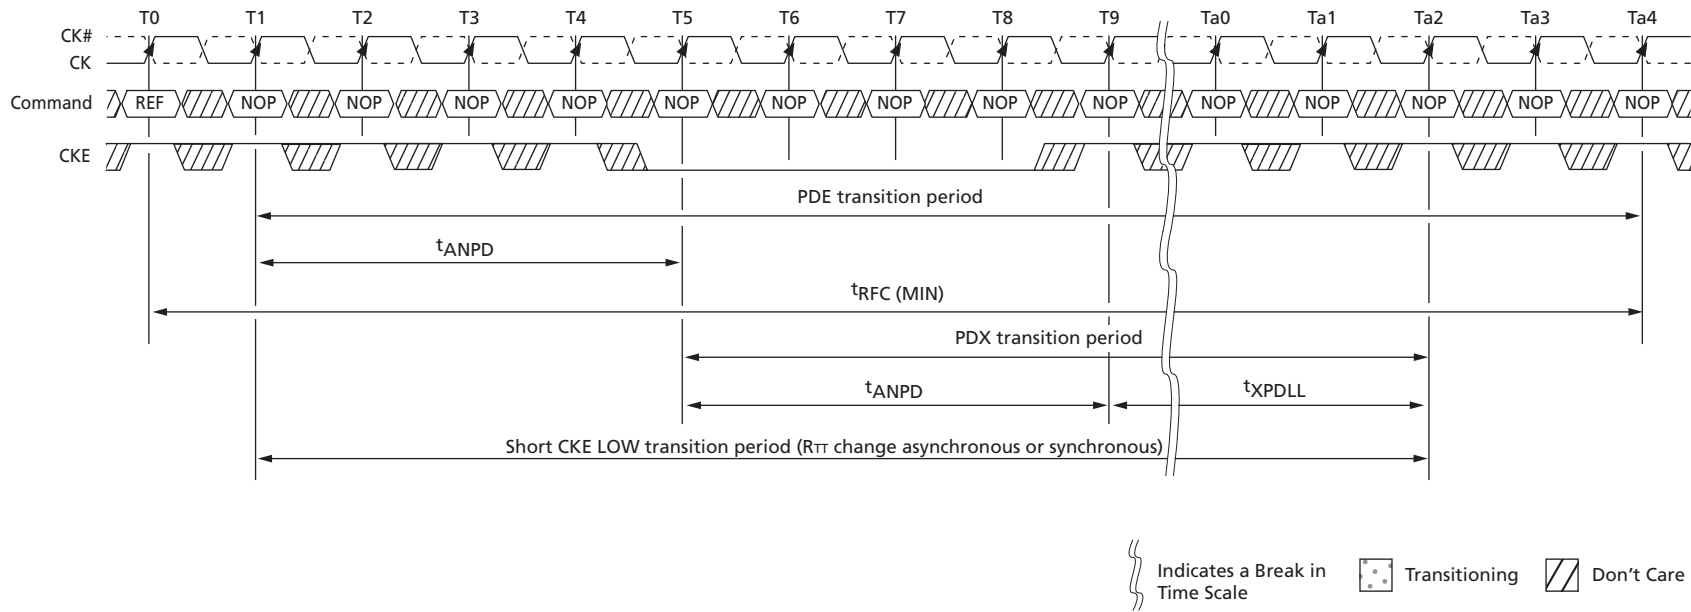 T0 T1 T2 T3 T4 T5 T6 T7 T8 T9 Ta0 Ta1 Ta2 Ta3 Ta4
CK#
CK
Command REF NOP NOP NOP NOP NOP NOP NOP NOP NOP NOP NOP NOP NOP NOP
CKE
PDE transition period
tANPD
tRFC (MIN)
PDX transition period
tANPD tXPDLL
Short CKE LOW transition period (RTT change asynchronous or synchronous)
Indicates a Break in
Time Scale
Transitioning
Don't Care